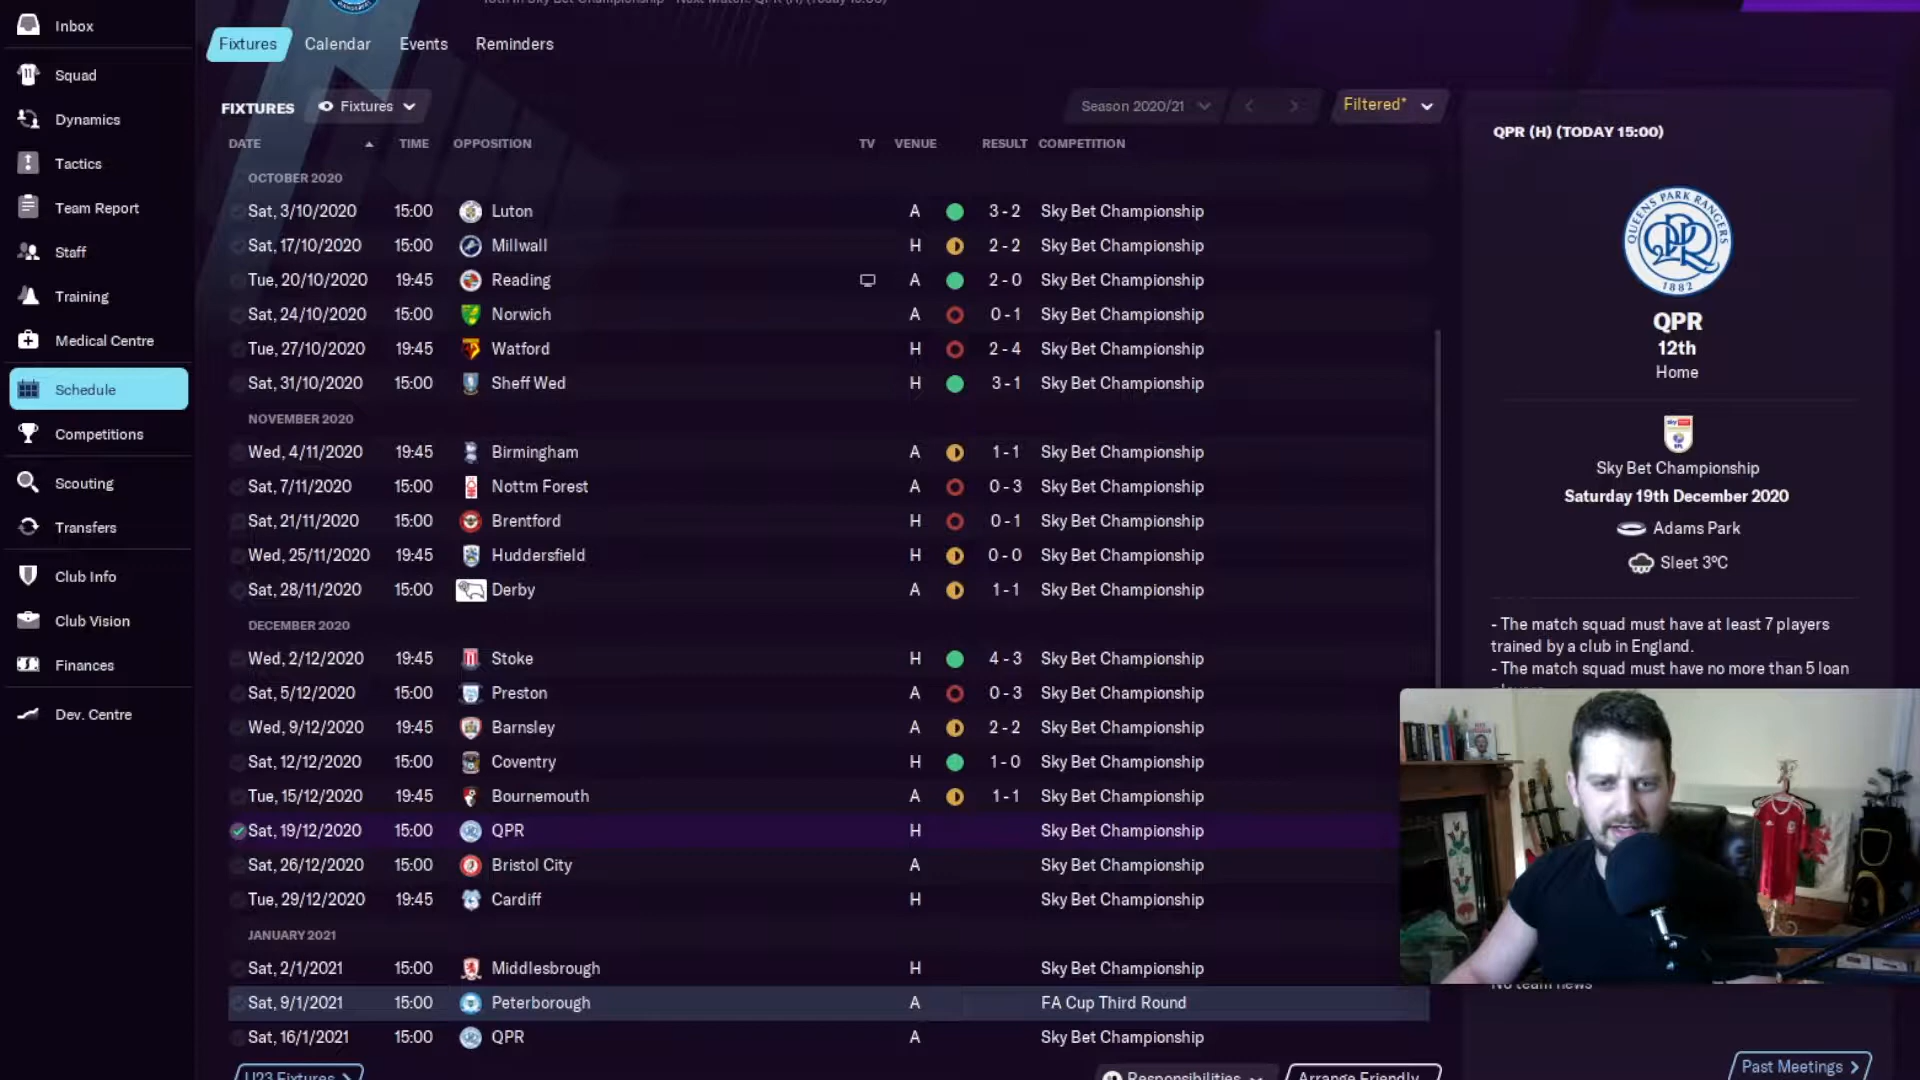 Inbox
Squad
Dynamics
Tactics
Team Report
Staff
Training
Medical Centre
Schedule
Competitions
Scouting
Transfers
Club Info
Club Vision
Finances
Dev. Centre
Fixtures Calendar Events Reminders
FIXTURES Fixtures Season 2020/21 Filtered*
DATE TIME OPPOSITION TV VENUE RESULT COMPETITION
OCTOBER 2020
Sat, 3/10/2020 15:00 Luton A 3 - 2 Sky Bet Championship
Sat, 17/10/2020 15:00 Millwall H 2 - 2 Sky Bet Championship
Tue, 20/10/2020 19:45 Reading A 2 - 0 Sky Bet Championship
Sat, 24/10/2020 15:00 Norwich A 0 - 1 Sky Bet Championship
Tue, 27/10/2020 19:45 Watford H 2 - 4 Sky Bet Championship
Sat, 31/10/2020 15:00 Sheff Wed H 3 - 1 Sky Bet Championship
NOVEMBER 2020
Wed, 4/11/2020 19:45 Birmingham A 1 - 1 Sky Bet Championship
Sat, 7/11/2020 15:00 Nottm Forest A 0 - 3 Sky Bet Championship
Sat, 21/11/2020 15:00 Brentford H 0 - 1 Sky Bet Championship
Wed, 25/11/2020 19:45 Huddersfield H 0 - 0 Sky Bet Championship
Sat, 28/11/2020 15:00 Derby A 1 - 1 Sky Bet Championship
DECEMBER 2020
Wed, 2/12/2020 19:45 Stoke H 4 - 3 Sky Bet Championship
Sat, 5/12/2020 15:00 Preston A 0 - 3 Sky Bet Championship
Wed, 9/12/2020 19:45 Barnsley A 2 - 2 Sky Bet Championship
Sat, 12/12/2020 15:00 Coventry H 1 - 0 Sky Bet Championship
Tue, 15/12/2020 19:45 Bournemouth A 1 - 1 Sky Bet Championship
Sat, 19/12/2020 15:00 QPR H Sky Bet Championship
Sat, 26/12/2020 15:00 Bristol City A Sky Bet Championship
Tue, 29/12/2020 19:45 Cardiff H Sky Bet Championship
JANUARY 2021
Sat, 2/1/2021 15:00 Middlesbrough H Sky Bet Championship
Sat, 9/1/2021 15:00 Peterborough A FA Cup Third Round
Sat, 16/1/2021 15:00 QPR A Sky Bet Championship
U23 Fixtures Responsibilities Arrange Friendly
QPR (H) (TODAY 15:00)
QUEENS PARK RANGERS
QPR
1882
QPR
12th
Home
Sky Bet Championship
Saturday 19th December 2020
Adams Park
Sleet 3°C
- The match squad must have at least 7 players
trained by a club in England.
- The match squad must have no more than 5 loan
No team news
Past Meetings